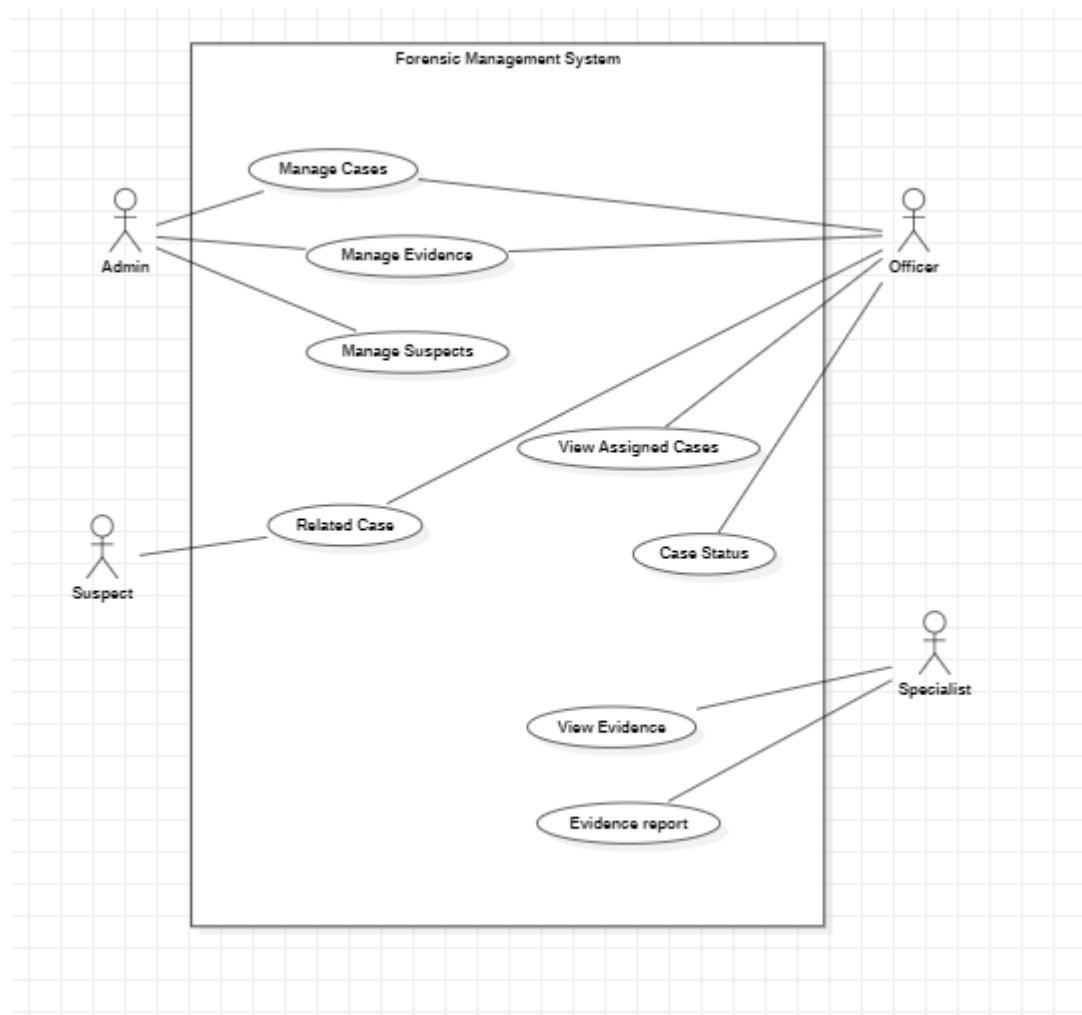 Forensic Management System
Manage Cases
Admin
Manage Evidence
Officer
Manage Suspects
View Assigned Cases
Related Case
Case Status
Suspect
Specialist
View Evidence
Evidence report